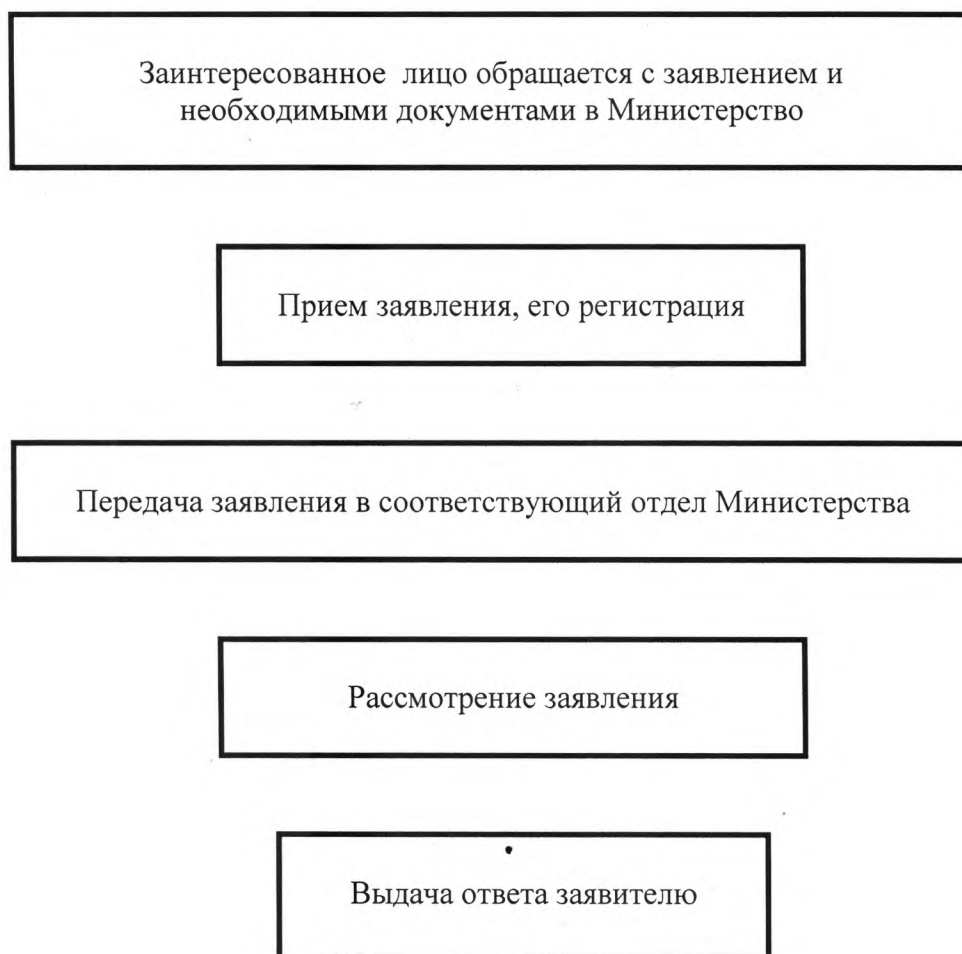 Заинтересованное лицо обращается с заявлением и
необходимыми документами в Министерство
Прием заявления, его регистрация
Передача заявления в соответствующий отдел Министерства
Рассмотрение заявления
Выдача ответа заявителю